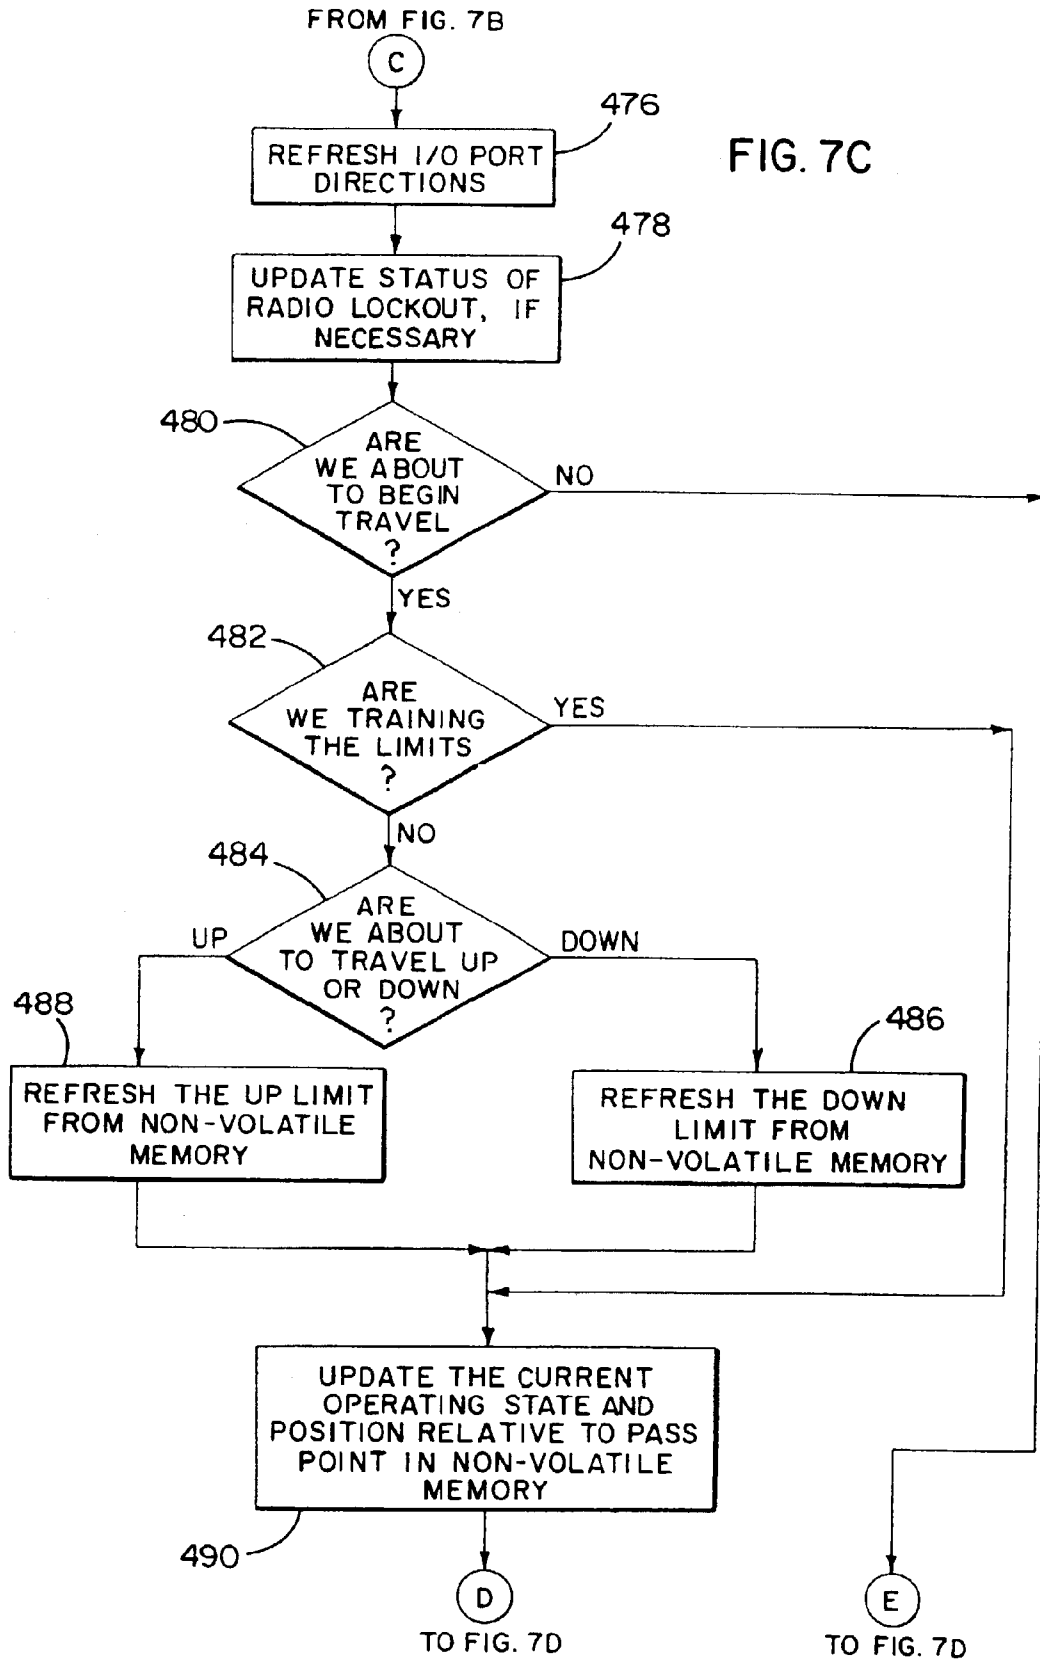 FROM FIG. 7B
C
476
REFRESH I/O PORT
DIRECTIONS
FIG. 7C
478
UPDATE STATUS OF
RADIO LOCKOUT, IF
NECESSARY
480
ARE
WE ABOUT
TO BEGIN
TRAVEL
?
NO
YES
482
ARE
WE TRAINING
THE LIMITS
?
YES
NO
484
ARE
WE ABOUT
TO TRAVEL UP
OR DOWN
?
UP
DOWN
488
REFRESH THE UP LIMIT
FROM NON-VOLATILE
MEMORY
486
REFRESH THE DOWN
LIMIT FROM
NON-VOLATILE MEMORY
UPDATE THE CURRENT
OPERATING STATE AND
POSITION RELATIVE TO PASS
POINT IN NON-VOLATILE
MEMORY
490
D
TO FIG. 7D
E
TO FIG. 7D